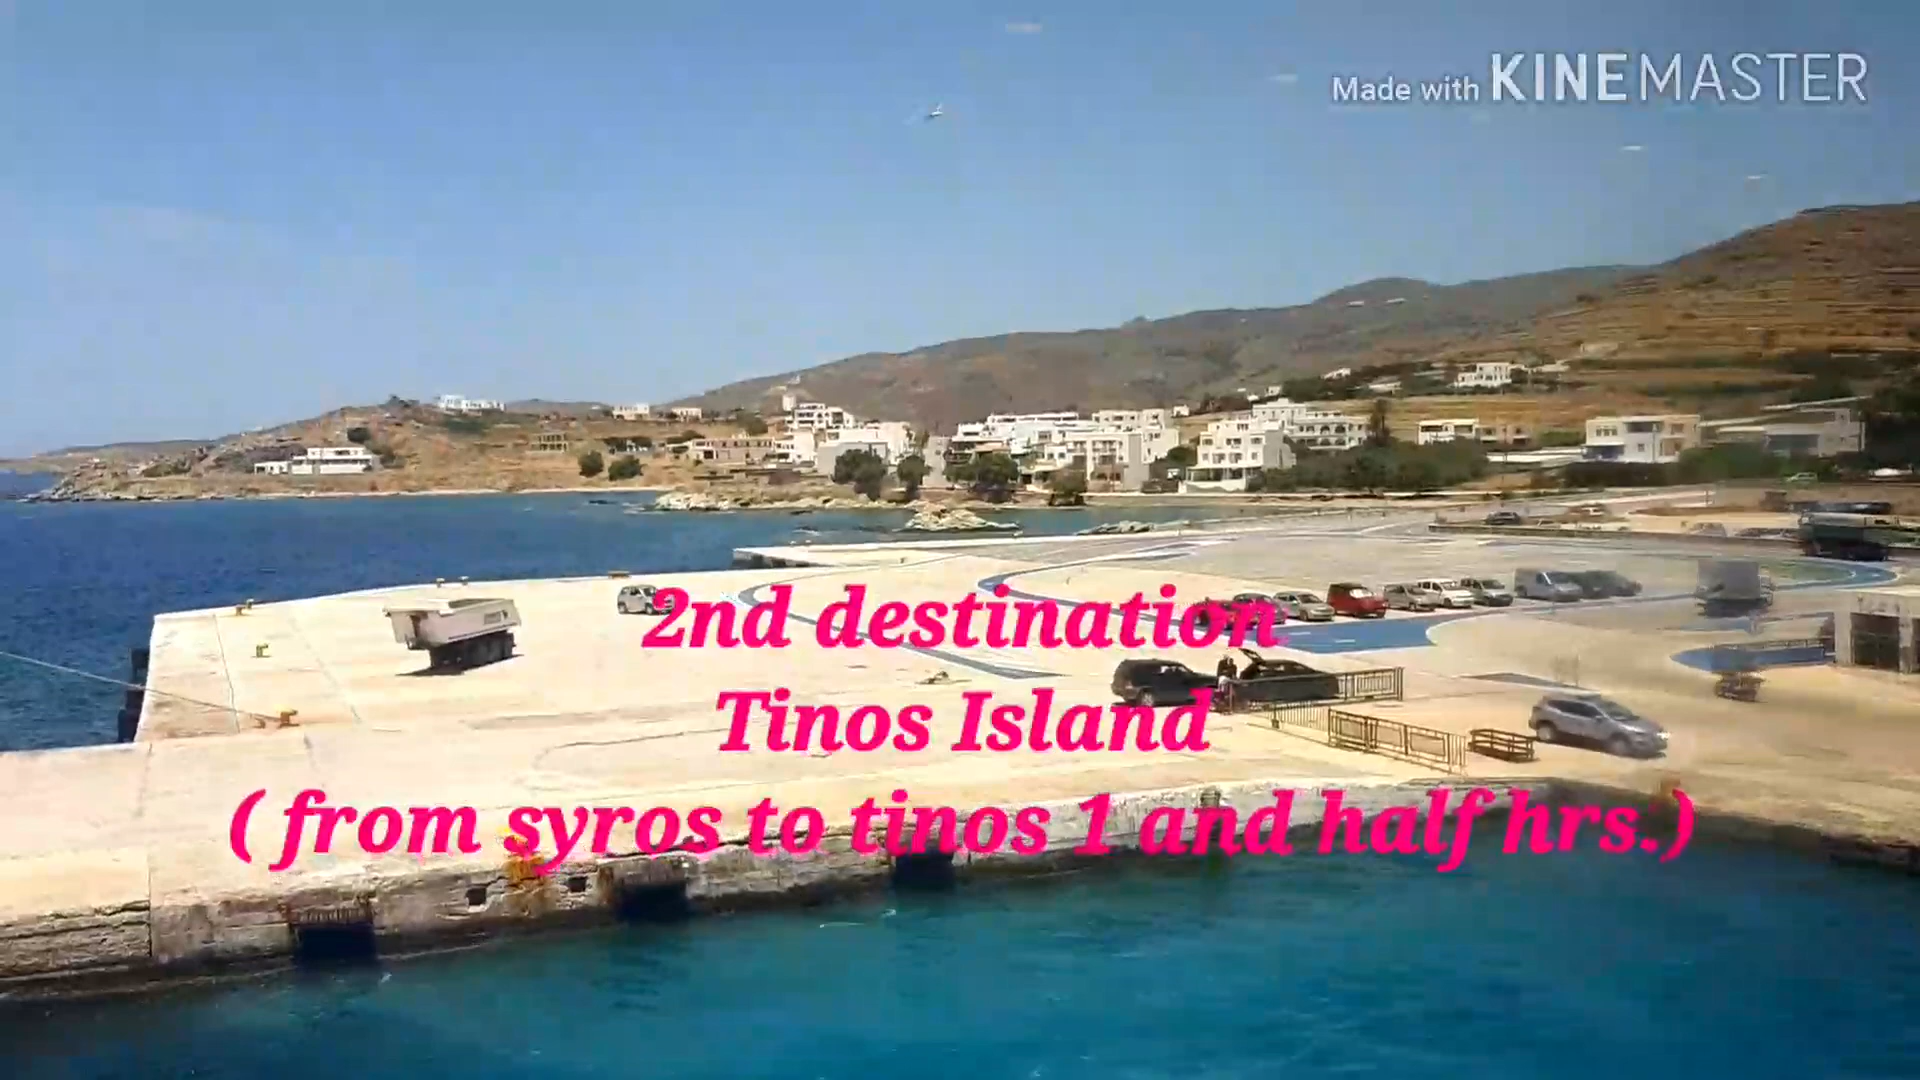 Made with KINEMASTER
2nd destination
Tinos Island
( from syros to tinos 1 and half hrs.)